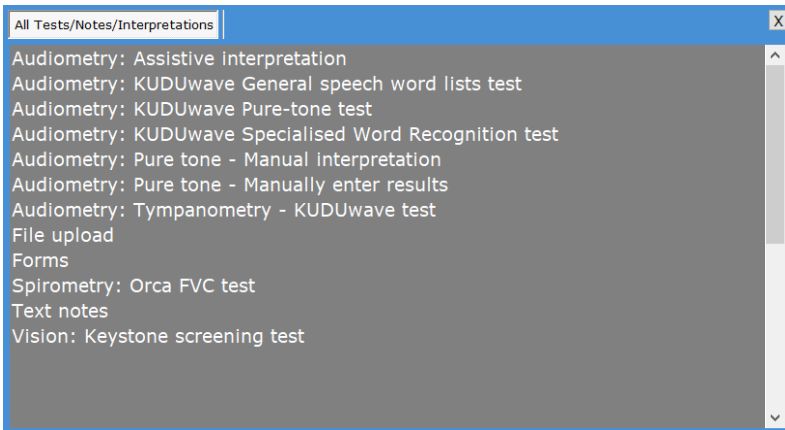 All Tests/Notes/Interpretations
X
Audiometry: Assistive interpretation
Audiometry: KUDUwave General speech word lists test
Audiometry: KUDUwave Pure-tone test
Audiometry: KUDUwave Specialised Word Recognition test
Audiometry: Pure tone - Manual interpretation
Audiometry: Pure tone - Manually enter results
Audiometry: Tympanometry - KUDUwave test
File upload
Forms
Spirometry: Orca FVC test
Text notes
Vision: Keystone screening test